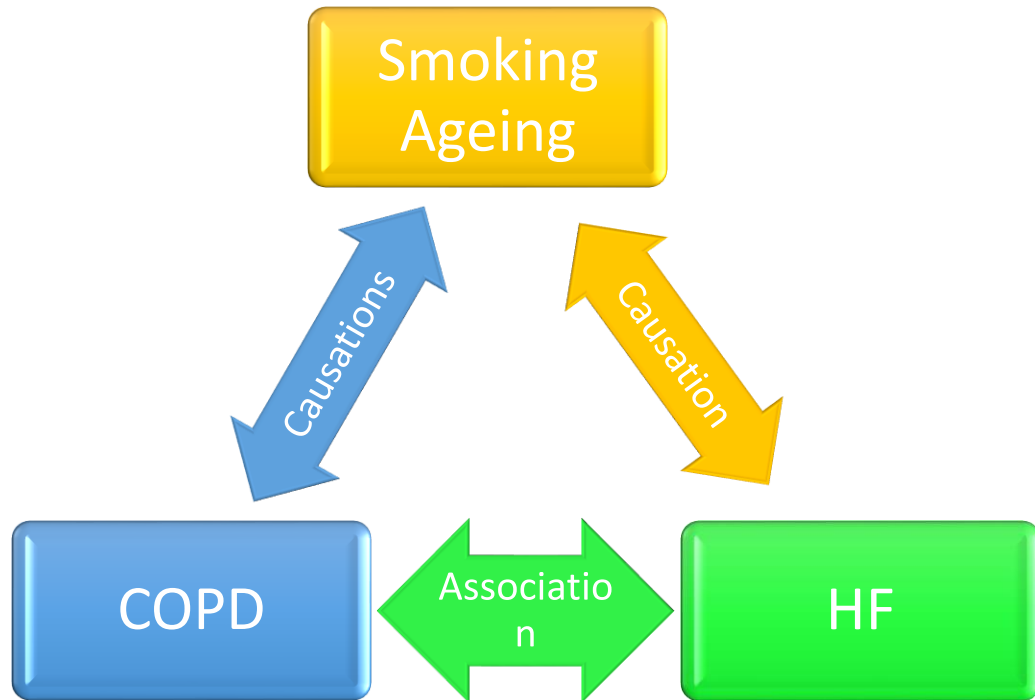 Smoking
Ageing
Causations
Causation
COPD
Associatio
n
HF